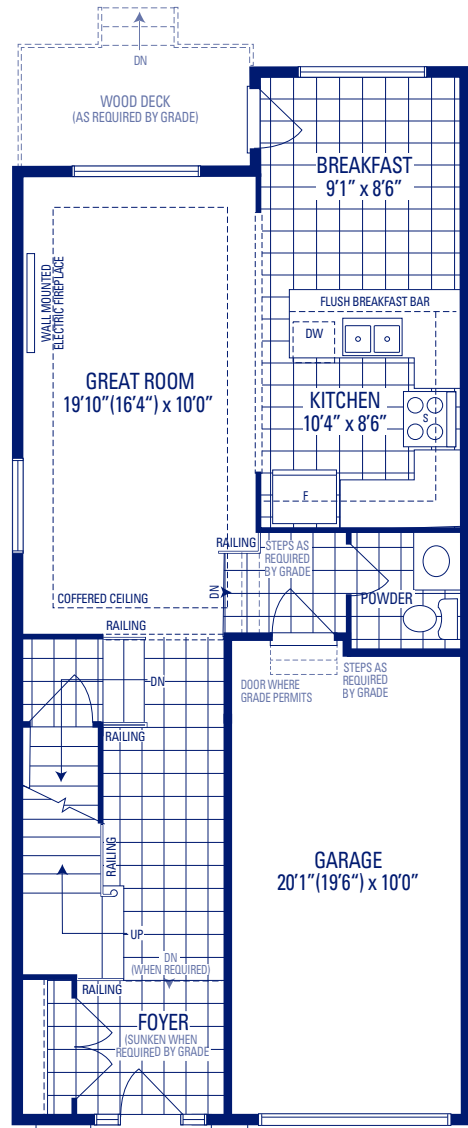 DN
WOOD DECK
(AS REQUIRED BY GRADE)
BREAKFAST
9'1" x 8'6"
WALL MOUNTED
ELECTRIC FIREPLACE
FLUSH BREAKFAST BAR
DW
GREAT ROOM
19'10"(16'4") x 10'0"
KITCHEN
10'4" x 8'6"
S
F
RAILING
STEPS AS
REQUIRED
BY GRADE
DN
POWDER
COFFERED CEILING
RAILING
DN
DOOR WHERE
GRADE PERMITS
STEPS AS
REQUIRED
BY GRADE
RAILING
RAILING
GARAGE
20'1"(19'6") x 10'0"
UP
DN
(WHEN REQUIRED)
RAILING
FOYER
(SUNKEN WHEN
REQUIRED BY GRADE